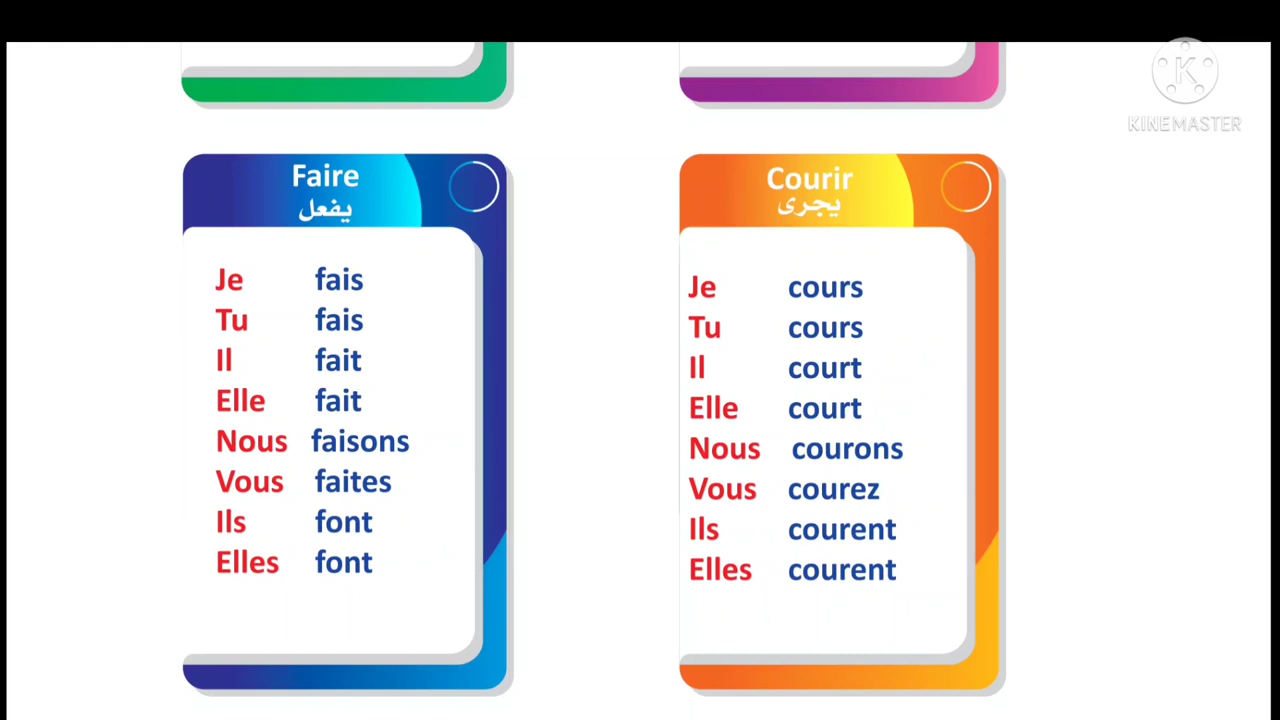 KINEMASTER
Faire
يفعل
Je fais
Tu fais
Il fait
Elle fait
Nous faisons
Vous faites
Ils font
Elles font
Courir
يجرى
Je cours
Tu cours
Il court
Elle court
Nous courons
Vous courez
Ils courent
Elles courent